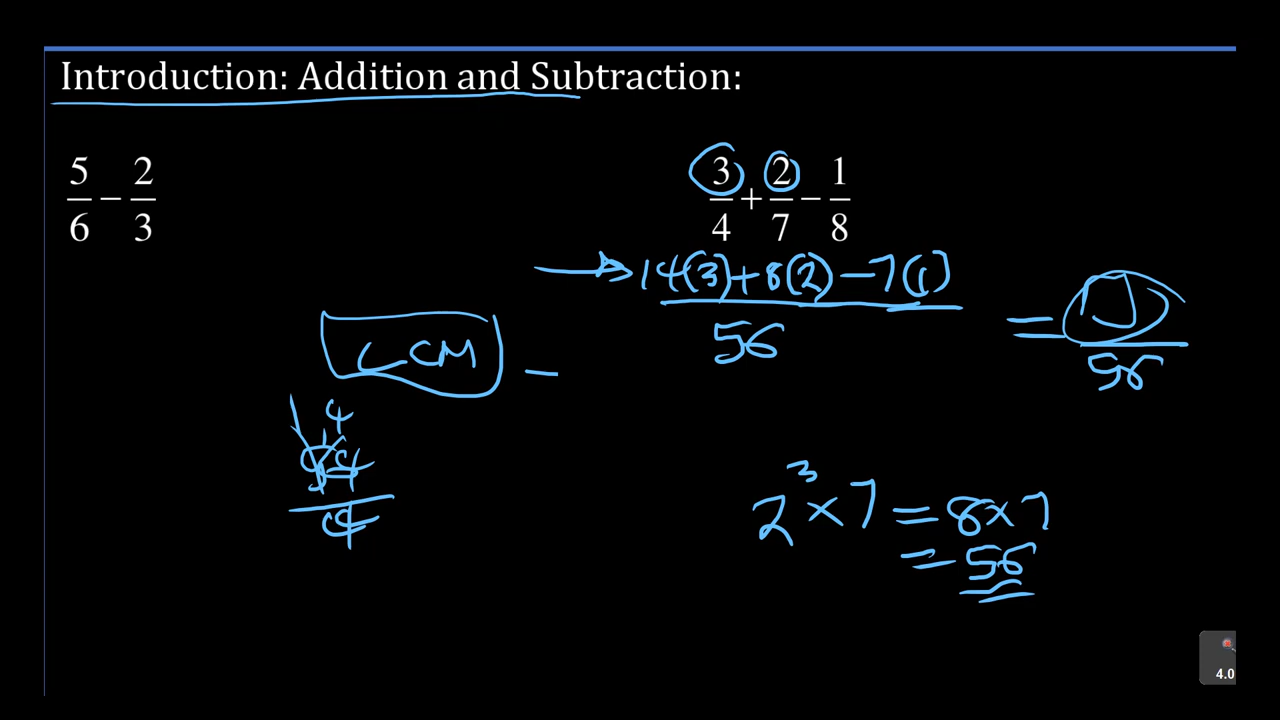 Introduction: Addition and Subtraction:
5/6 − 2/3
3/4 + 2/7 − 1/8
14(3)+8(2)−7(1)
56
=
56
LCM −
4
2³×7=8×7
=56
4.0